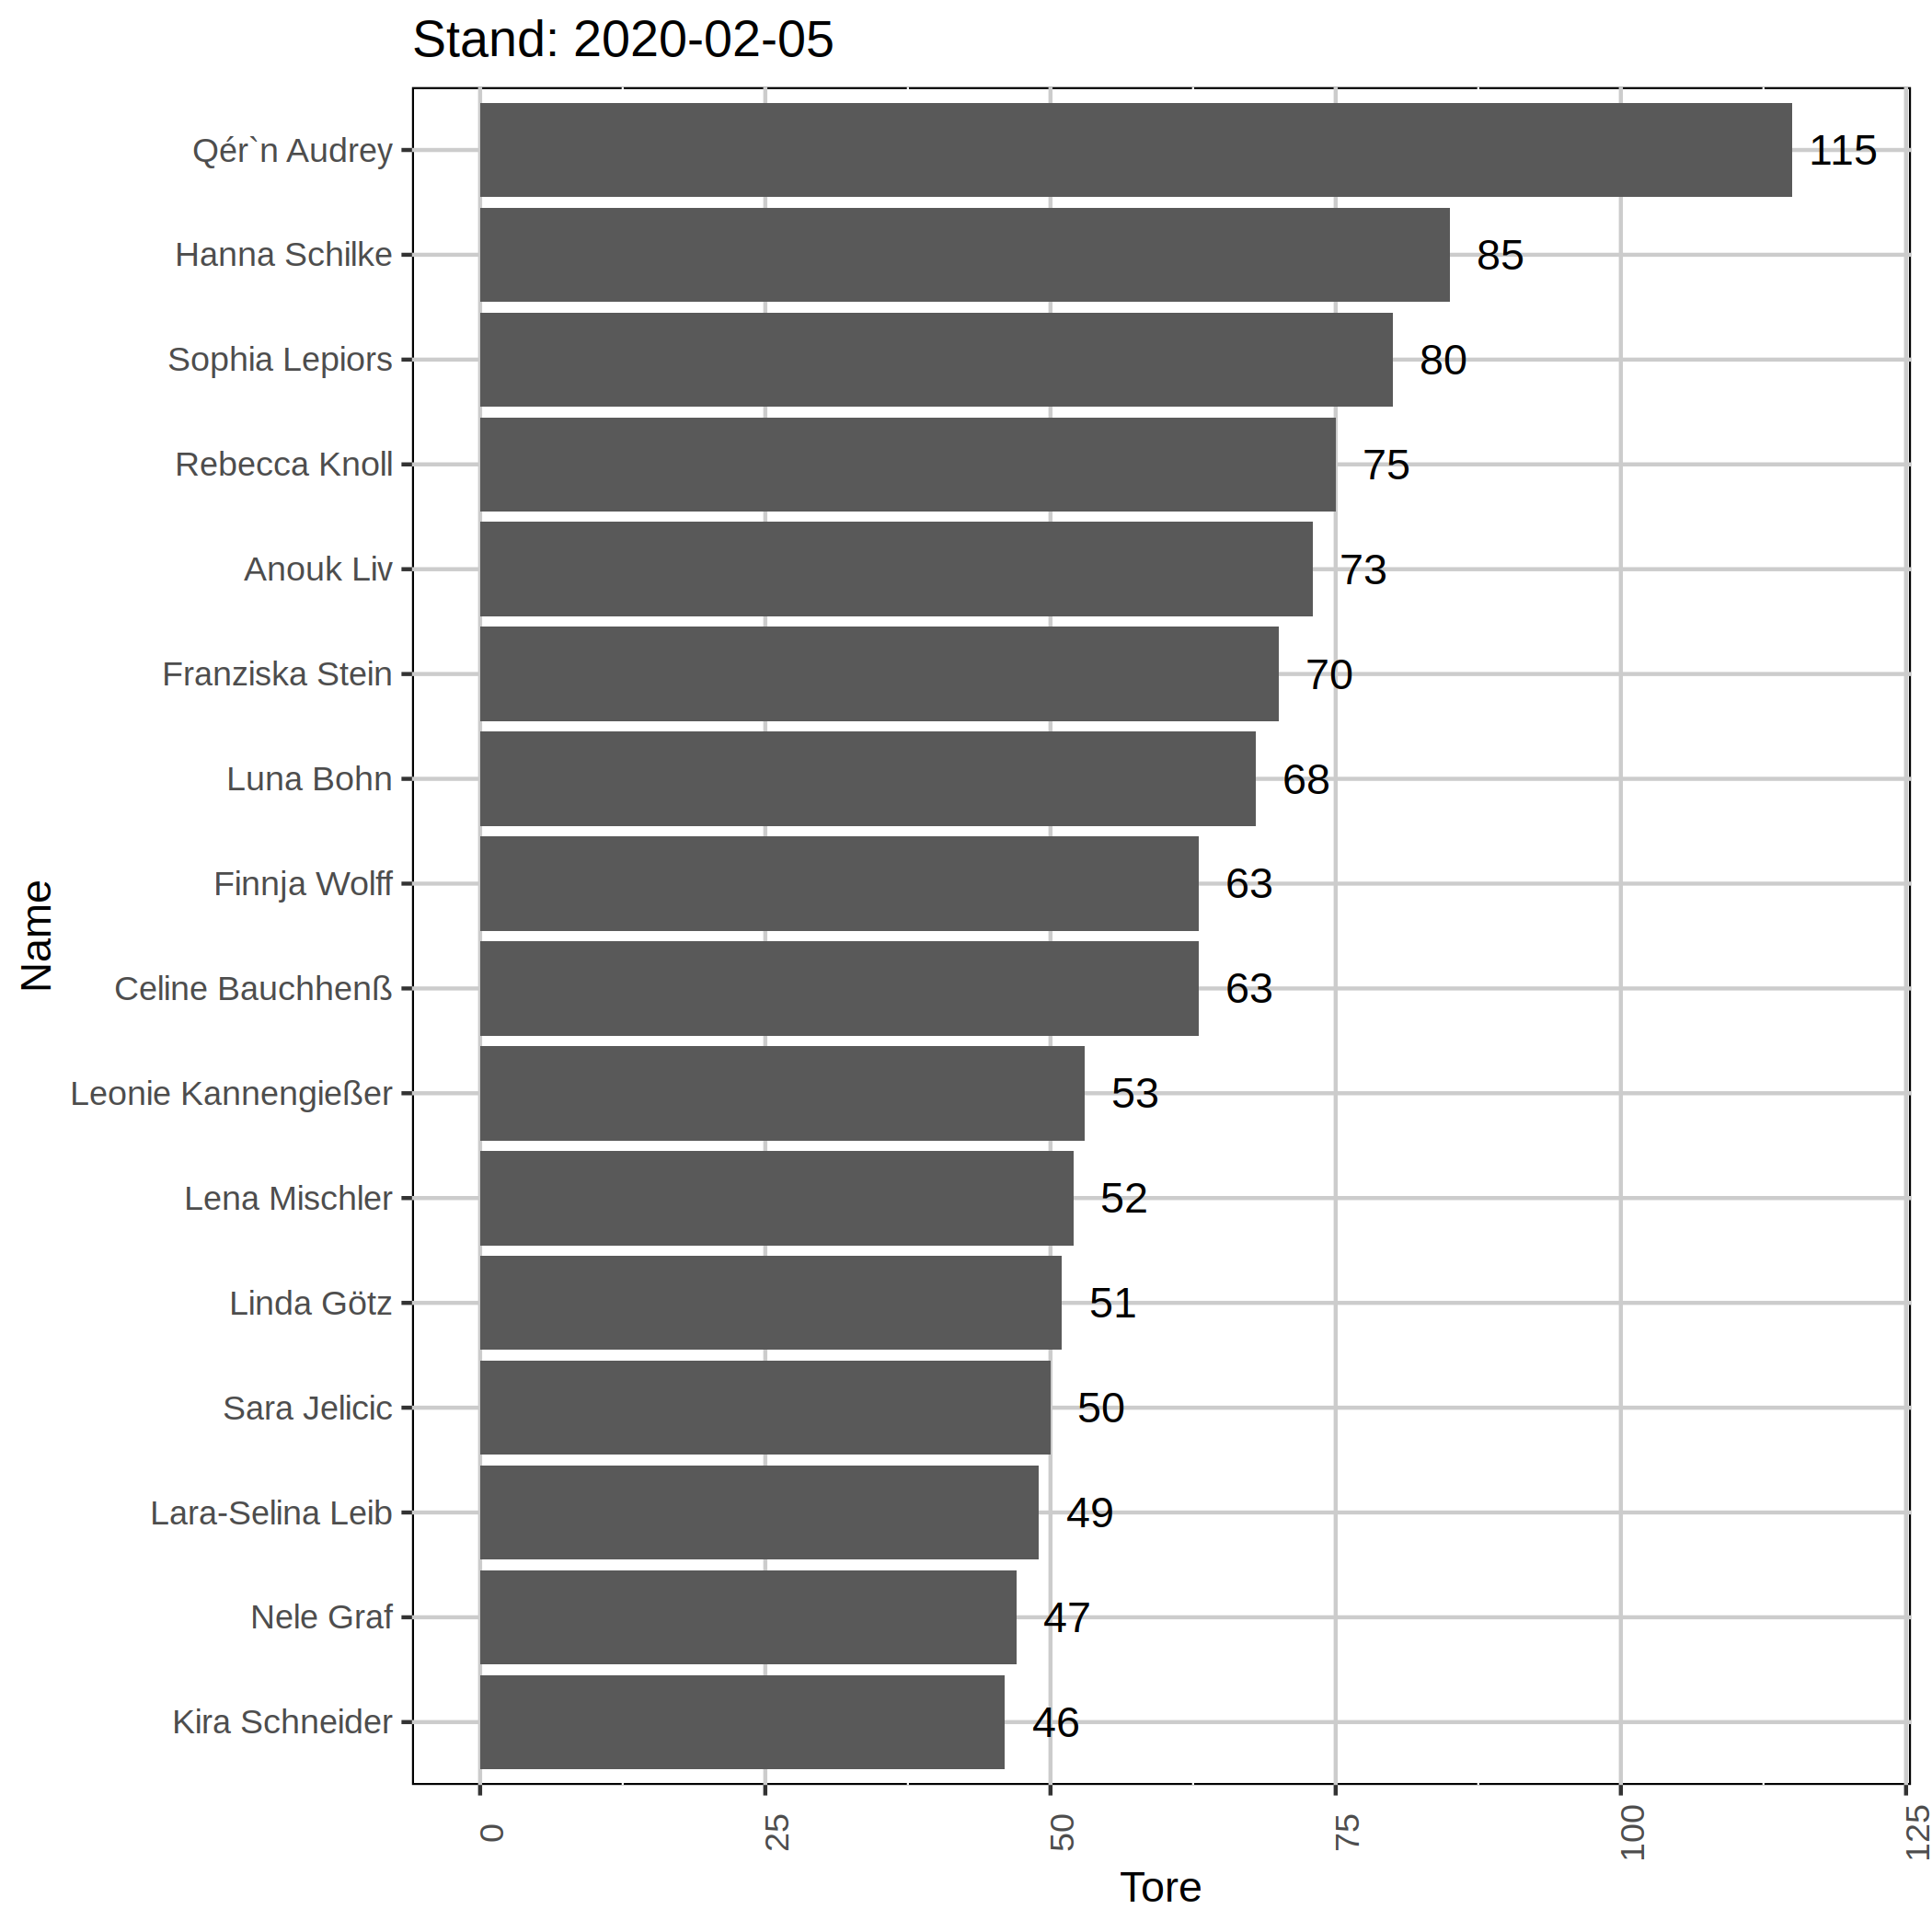 Stand: 2020-02-05
Qér`n Audrey 115
Hanna Schilke 85
Sophia Lepiors 80
Rebecca Knoll 75
Anouk Liv 73
Franziska Stein 70
Luna Bohn 68
Finnja Wolff 63
Celine Bauchhenß 63
Leonie Kannengießer 53
Lena Mischler 52
Linda Götz 51
Sara Jelicic 50
Lara-Selina Leib 49
Nele Graf 47
Kira Schneider 46
Name
0 25 50 75 100 125
Tore